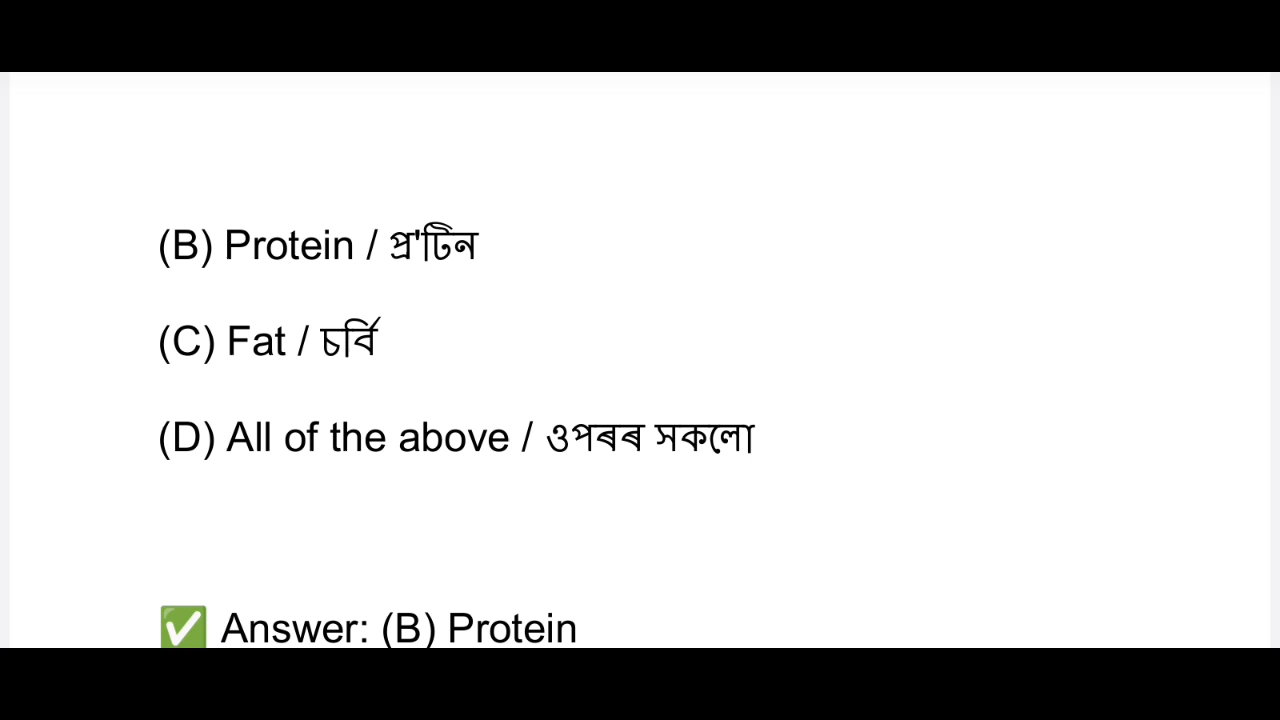 (B) Protein / প্ৰ'টিন
(C) Fat / চৰ্বি
(D) All of the above / ওপৰৰ সকলো
✅ Answer: (B) Protein